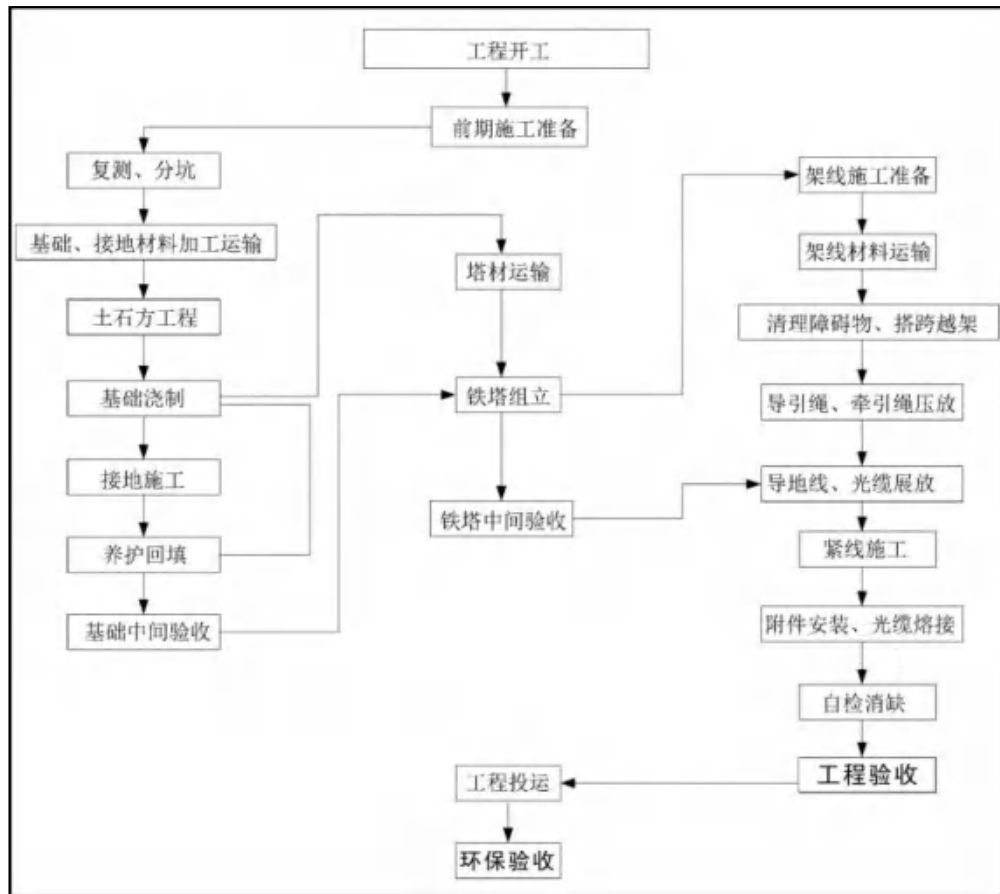 工程开工
前期施工准备
复测、分坑
基础、接地材料加工运输
土石方工程
基础浇制
接地施工
养护回填
基础中间验收
塔材运输
铁塔组立
铁塔中间验收
架线施工准备
架线材料运输
清理障碍物、搭跨越架
导引绳、牵引绳压放
导地线、光缆展放
紧线施工
附件安装、光缆熔接
自检消缺
工程验收
工程投运
环保验收